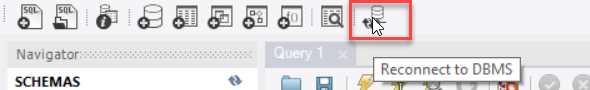 SQL SQL
Navigator
Query 1
Reconnect to DBMS
SCHEMAS